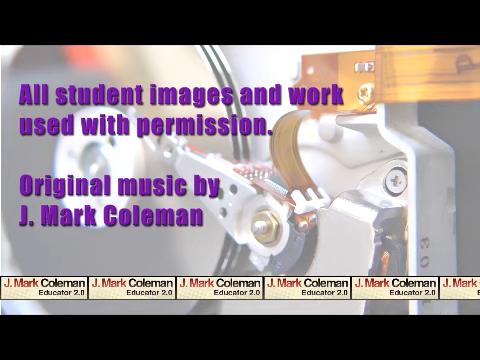 All student images and work
used with permission.
Original music by
J. Mark Coleman
J. Mark Coleman J. Mark Coleman J. Mark Coleman J. Mark Coleman J. Mark Coleman J. Mark C
Educator 2.0 Educator 2.0 Educator 2.0 Educator 2.0 Educator 2.0 E
103